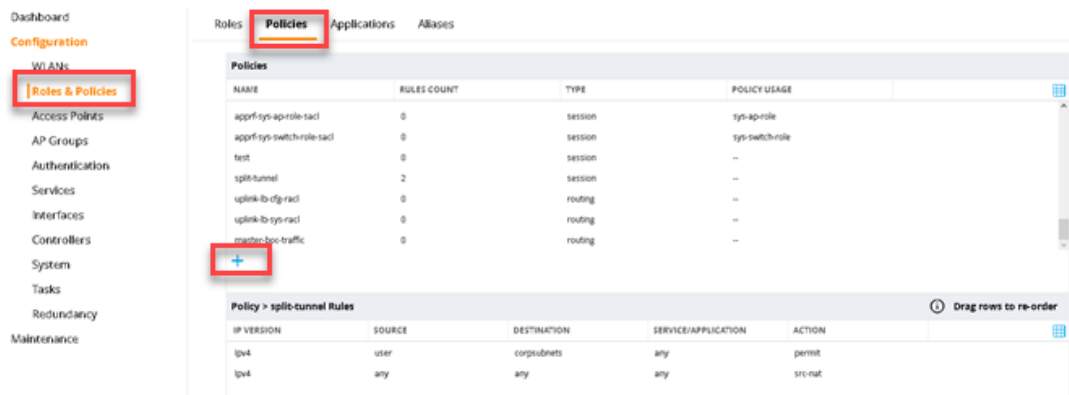 Dashboard
Configuration
WLANs
Roles & Policies
Access Points
AP Groups
Authentication
Services
Interfaces
Controllers
System
Tasks
Redundancy
Maintenance
Roles Policies Applications Aliases
Policies
NAME RULES COUNT TYPE POLICY USAGE
apprf-sys-ap-role-sacl 0 session sys-ap-role
apprf-sys-switch-role-sacl 0 session sys-switch-role
test 0 session --
split-tunnel 2 session --
uplink-lb-cfg-racl 0 routing --
uplink-lb-sys-racl 0 routing --
master-boc-traffic 0 routing --
+
Policy > split-tunnel Rules Drag rows to re-order
IP VERSION SOURCE DESTINATION SERVICE/APPLICATION ACTION
ipv4 user corpsubnets any permit
ipv4 any any any src-nat